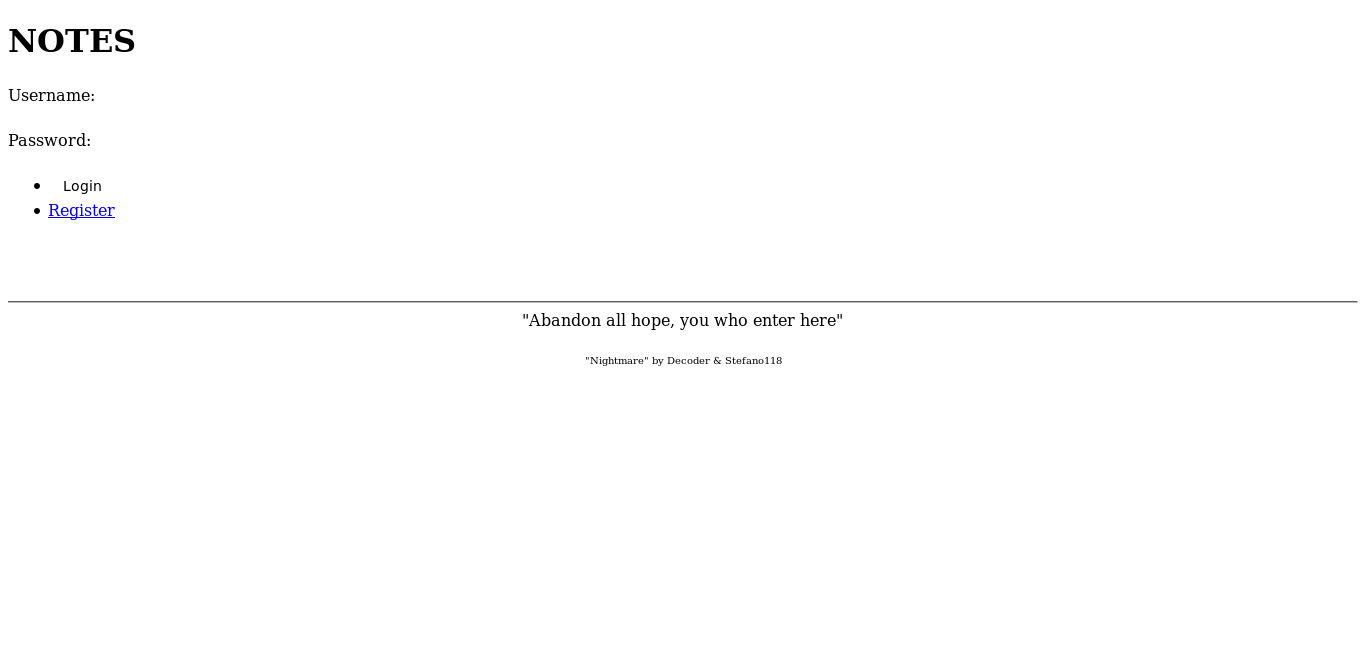 NOTES
Username:
Password:
Login
Register
"Abandon all hope, you who enter here"
"Nightmare" by Decoder & Stefano118